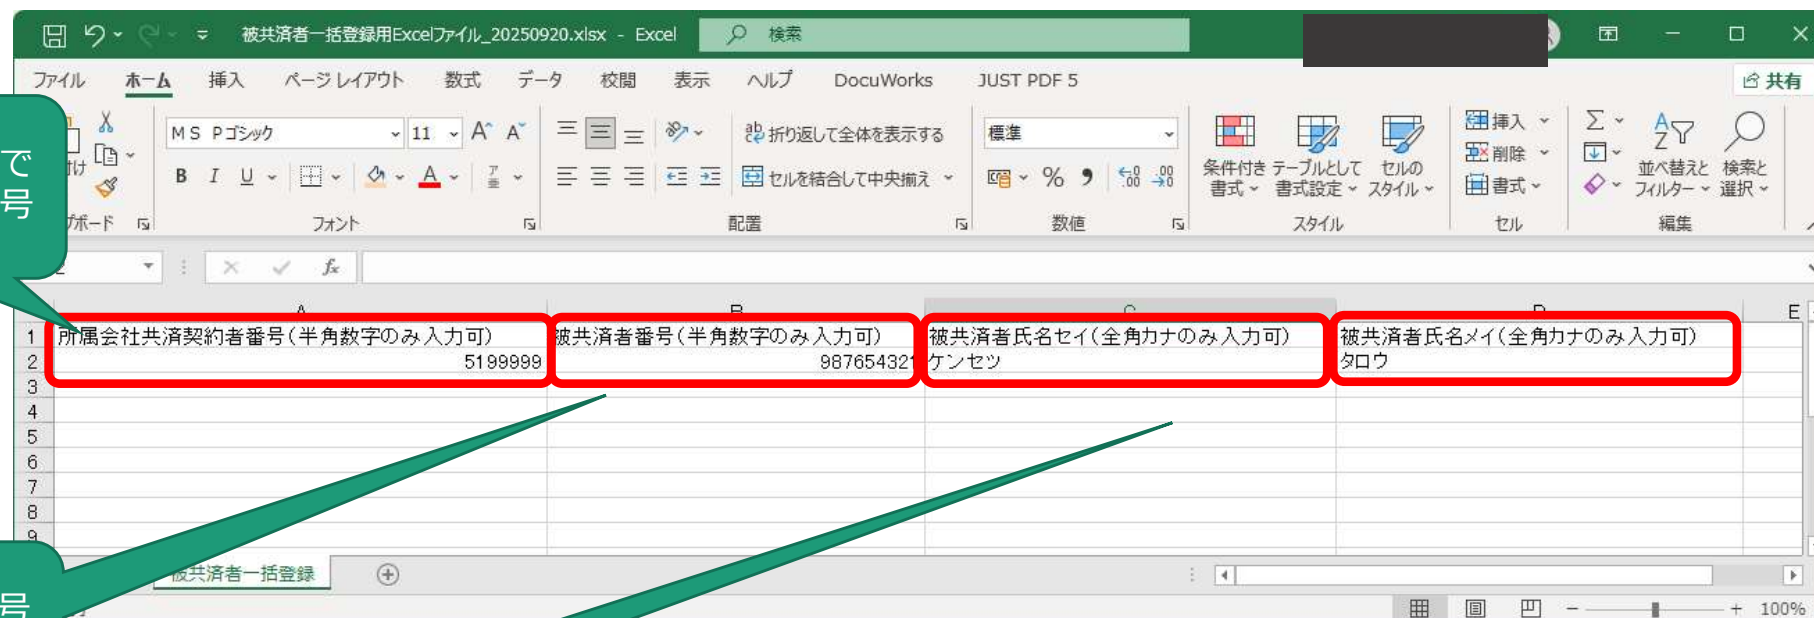 被共済者一括登録用Excelファイル_20250920.xlsx - Excel 検索
ファイル ホーム 挿入 ページ レイアウト 数式 データ 校閲 表示 ヘルプ DocuWorks JUST PDF 5 共有
で
号
ＭＳ Ｐゴシック 11 A A 折り返して全体を表示する 標準
B I U A セルを結合して中央揃え % 9
条件付き書式 テーブルとして書式設定 セルのスタイル
挿入
削除
書式
Σ 並べ替えとフィルター 検索と選択
フォント 配置 数値 スタイル セル 編集
fx
E
1 所属会社共済契約者番号(半角数字のみ入力可) 被共済者番号(半角数字のみ入力可) 被共済者氏名セイ(全角カナのみ入力可) 被共済者氏名メイ(全角カナのみ入力可)
2 5199999 987654321 ケンセツ タロウ
3
4
5
6
7
8
9
被共済者一括登録
号
- + 100%